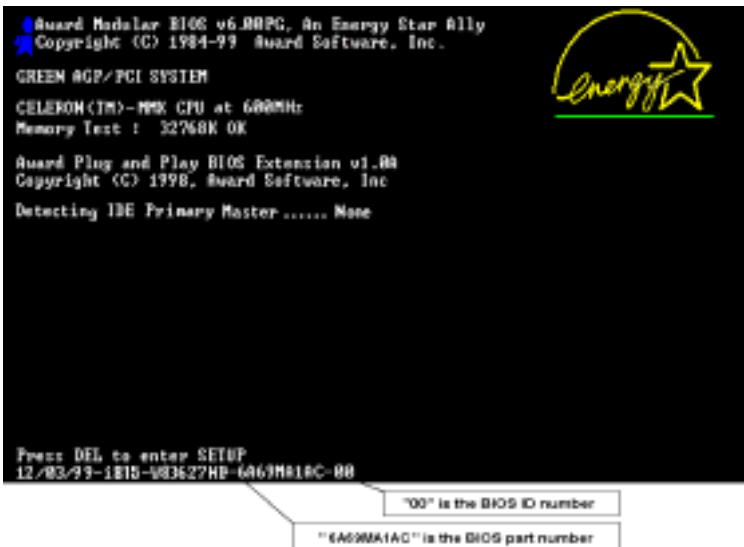 Award Modular BIOS v6.00PG, An Energy Star Ally
Copyright (C) 1984-99 Award Software, Inc.
energy
GREEN AGP/PCI SYSTEM
CELERON(TM)-MMX CPU at 600MHz
Memory Test : 32768K OK
Award Plug and Play BIOS Extension v1.0A
Copyright (C) 1998, Award Software, Inc
Detecting IDE Primary Master ...... None
Press DEL to enter SETUP
12/03/99-i815-W83627HF-6A69MA1AC-00
"00" is the BIOS ID number
"6A69MA1AC" is the BIOS part number